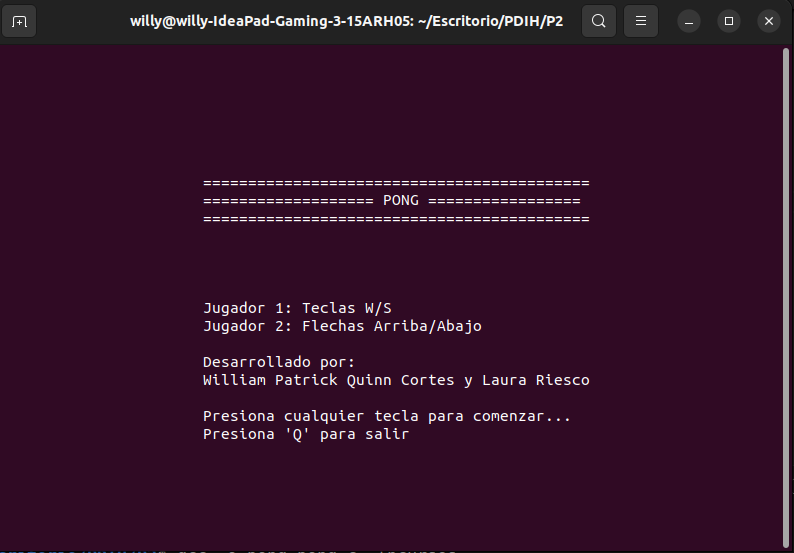 willy@willy-IdeaPad-Gaming-3-15ARH05: ~/Escritorio/PDIH/P2
===========================================
=================== PONG =================
===========================================
Jugador 1: Teclas W/S
Jugador 2: Flechas Arriba/Abajo
Desarrollado por:
William Patrick Quinn Cortes y Laura Riesco
Presiona cualquier tecla para comenzar...
Presiona 'Q' para salir